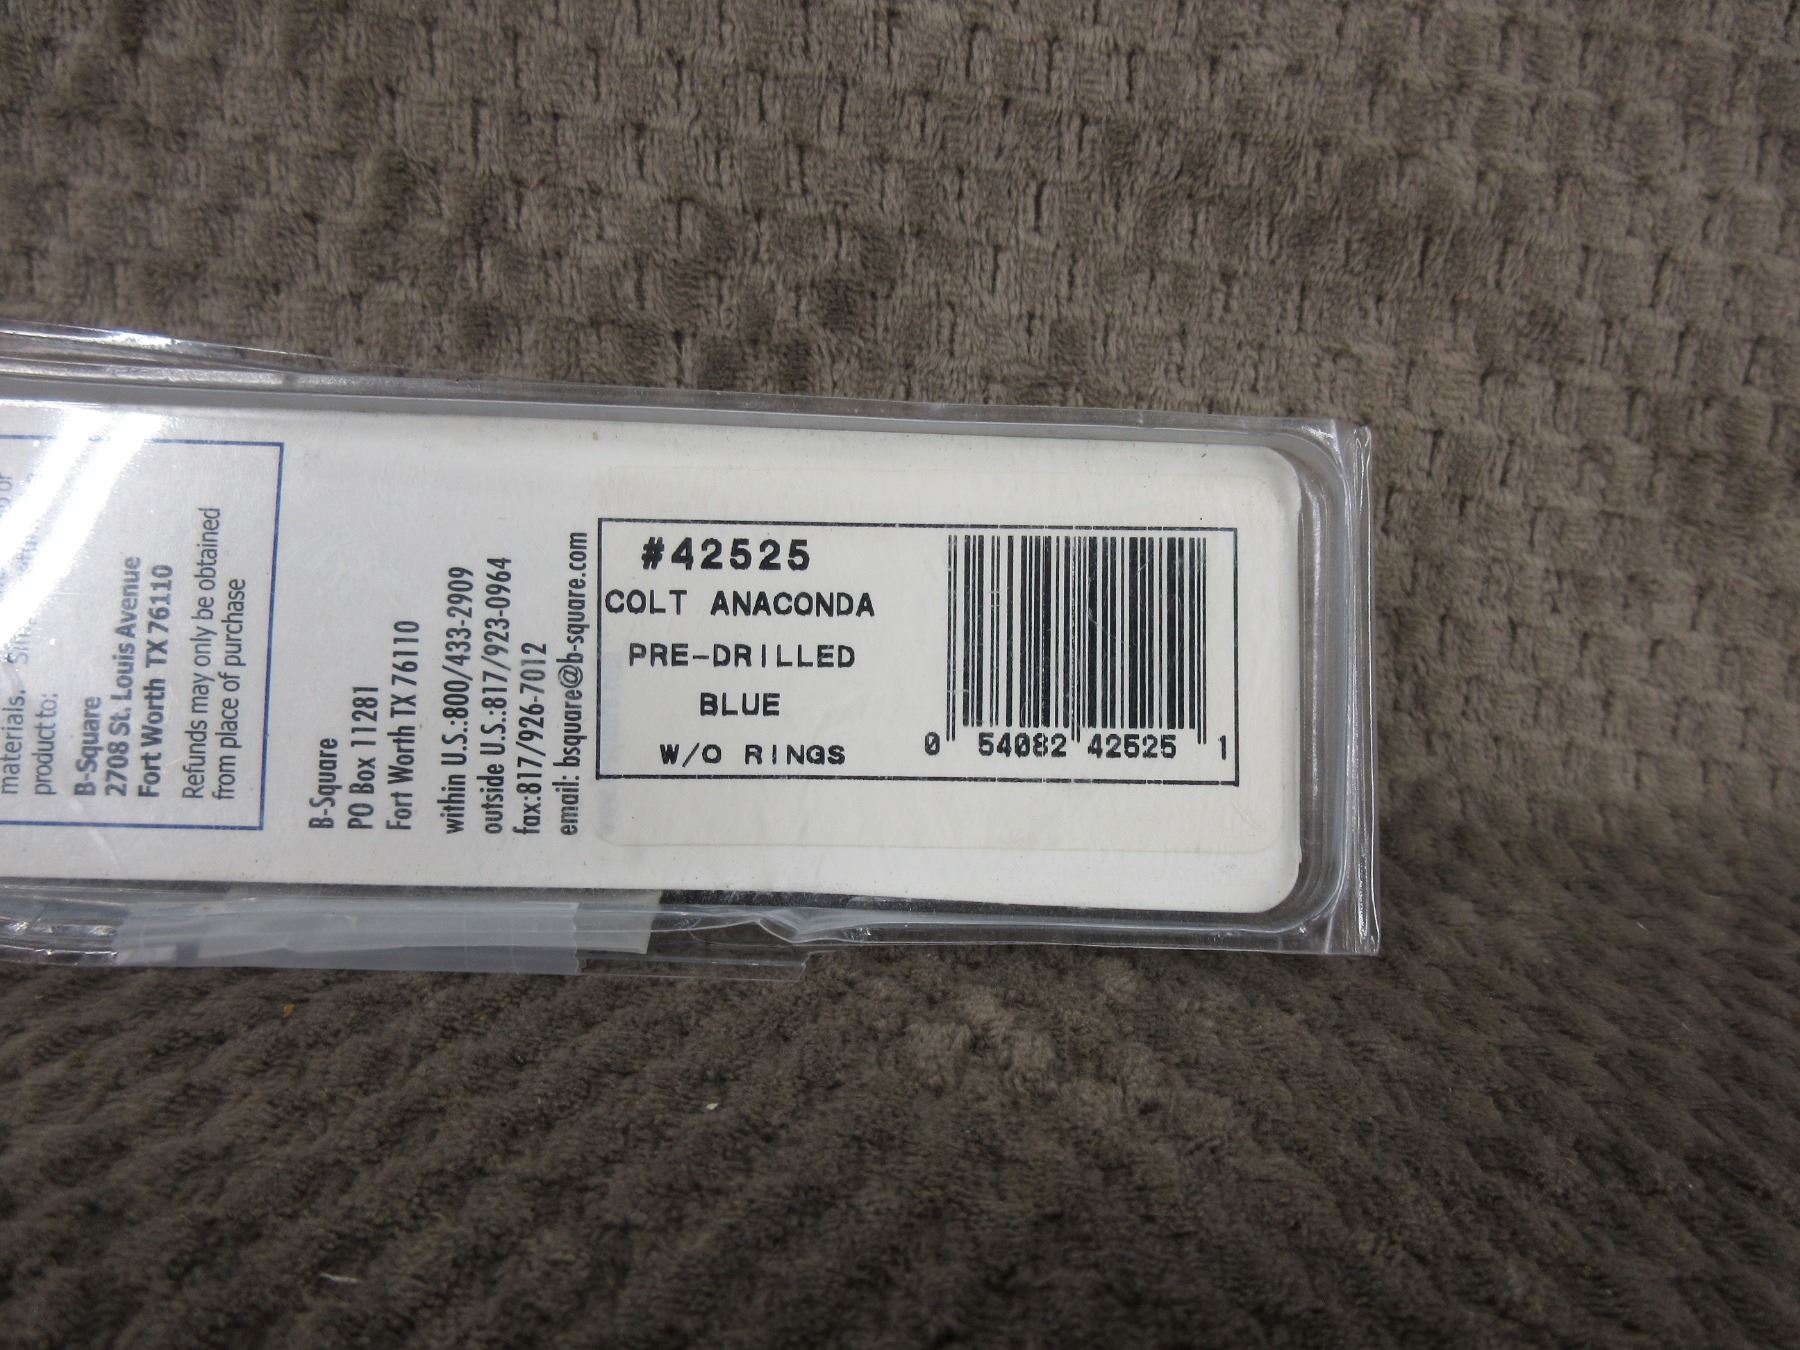 materials.
product to:
B-Square
2708 St. Louis Avenue
Fort Worth TX 76110
Refunds may only be obtained
from place of purchase
B-Square
PO Box 11281
Fort Worth TX 76110
within U.S.:800/433-2909
outside U.S.:817/923-0964
fax:817/926-7012
email: bsquare@b-square.com
#42525
COLT ANACONDA
PRE-DRILLED
BLUE
W/O RINGS
0 54082 42525 1